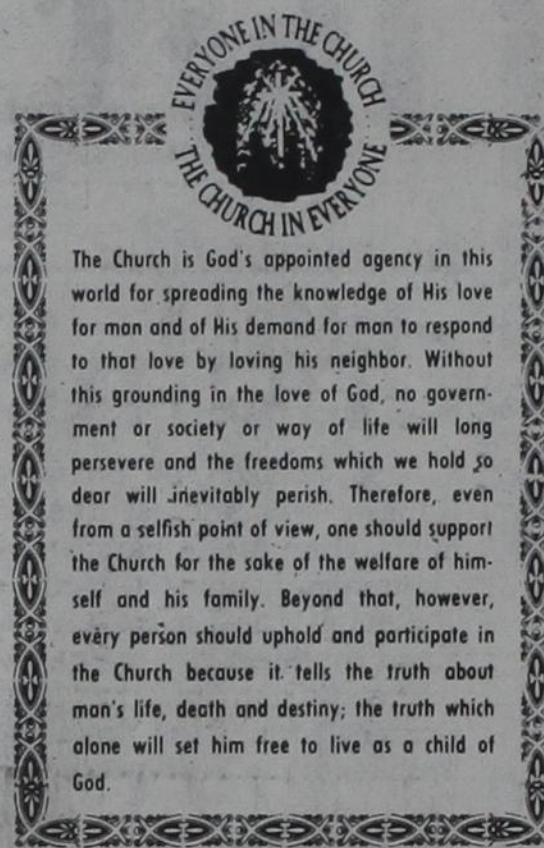 EVERYONE IN THE CHURCH
THE CHURCH IN EVERYONE
The Church is God's appointed agency in this
world for spreading the knowledge of His love
for man and of His demand for man to respond
to that love by loving his neighbor. Without
this grounding in the love of God, no govern-
ment or society or way of life will long
persevere and the freedoms which we hold so
dear will inevitably perish. Therefore, even
from a selfish point of view, one should support
the Church for the sake of the welfare of him-
self and his family. Beyond that, however,
every person should uphold and participate in
the Church because it tells the truth about
man's life, death and destiny; the truth which
alone will set him free to live as a child of
God.